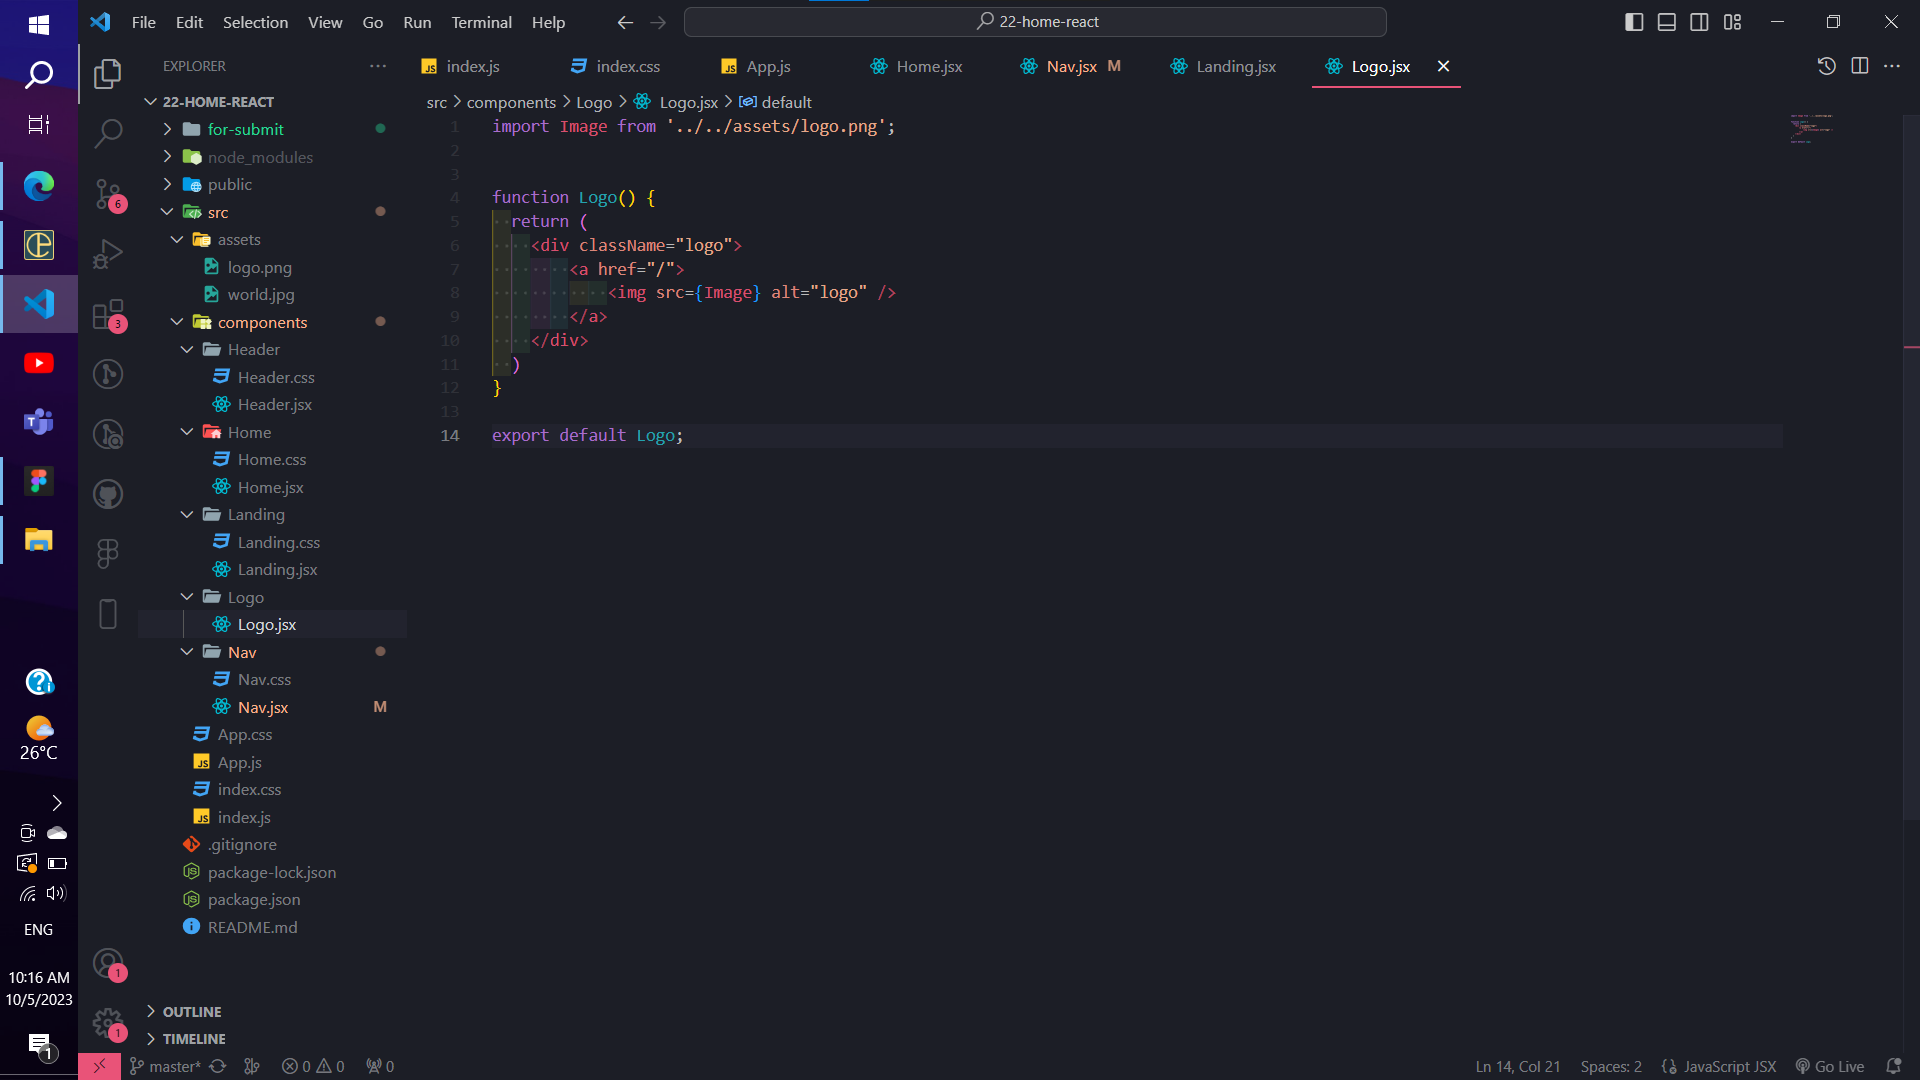 File Edit Selection View Go Run Terminal Help
22-home-react
EXPLORER
index.js index.css App.js Home.jsx Nav.jsx M Landing.jsx Logo.jsx
src > components > Logo > Logo.jsx > default
22-HOME-REACT
for-submit
node_modules
public
src
assets
logo.png
world.jpg
components
Header
Header.css
Header.jsx
Home
Home.css
Home.jsx
Landing
Landing.css
Landing.jsx
Logo
Logo.jsx
Nav
Nav.css
Nav.jsx M
App.css
App.js
index.css
index.js
.gitignore
package-lock.json
package.json
README.md
OUTLINE
TIMELINE
1 import Image from '../../assets/logo.png';
2
3
4 function Logo() {
5 return (
6 <div className="logo">
7 <a href="/">
8 <img src={Image} alt="logo" />
9 </a>
10 </div>
11 )
12 }
13
14 export default Logo;
6
3
1
1
26°C
ENG
10:16 AM
10/5/2023
1
master* 0 0 0
Ln 14, Col 21 Spaces: 2 JavaScript JSX Go Live